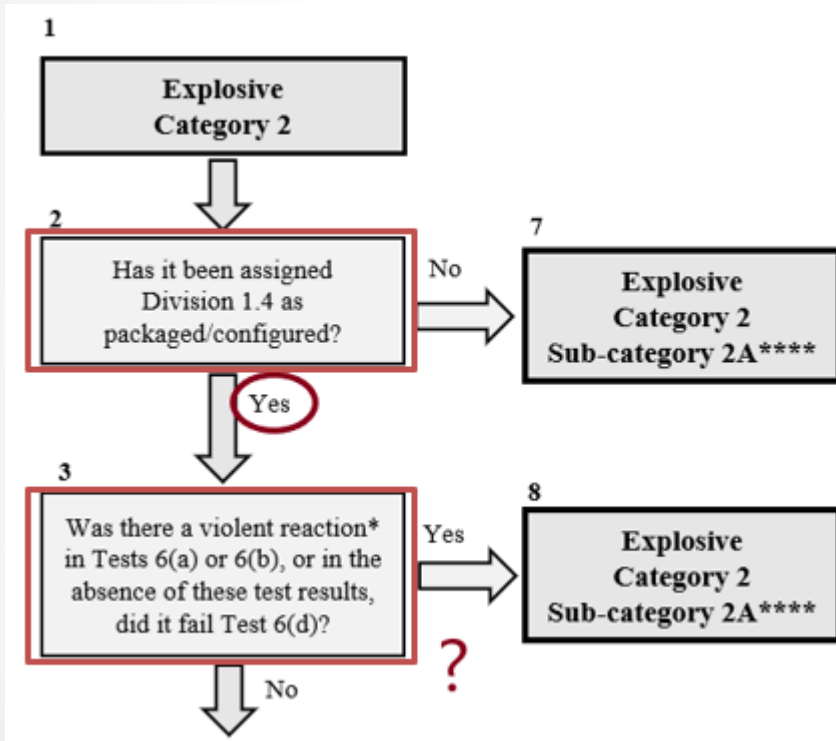 1
Explosive
Category 2
2
Has it been assigned
Division 1.4 as
packaged/configured?
No
7
Explosive
Category 2
Sub-category 2A****
Yes
3
Was there a violent reaction*
in Tests 6(a) or 6(b), or in the
absence of these test results,
did it fail Test 6(d)?
Yes
8
Explosive
Category 2
Sub-category 2A****
?
No